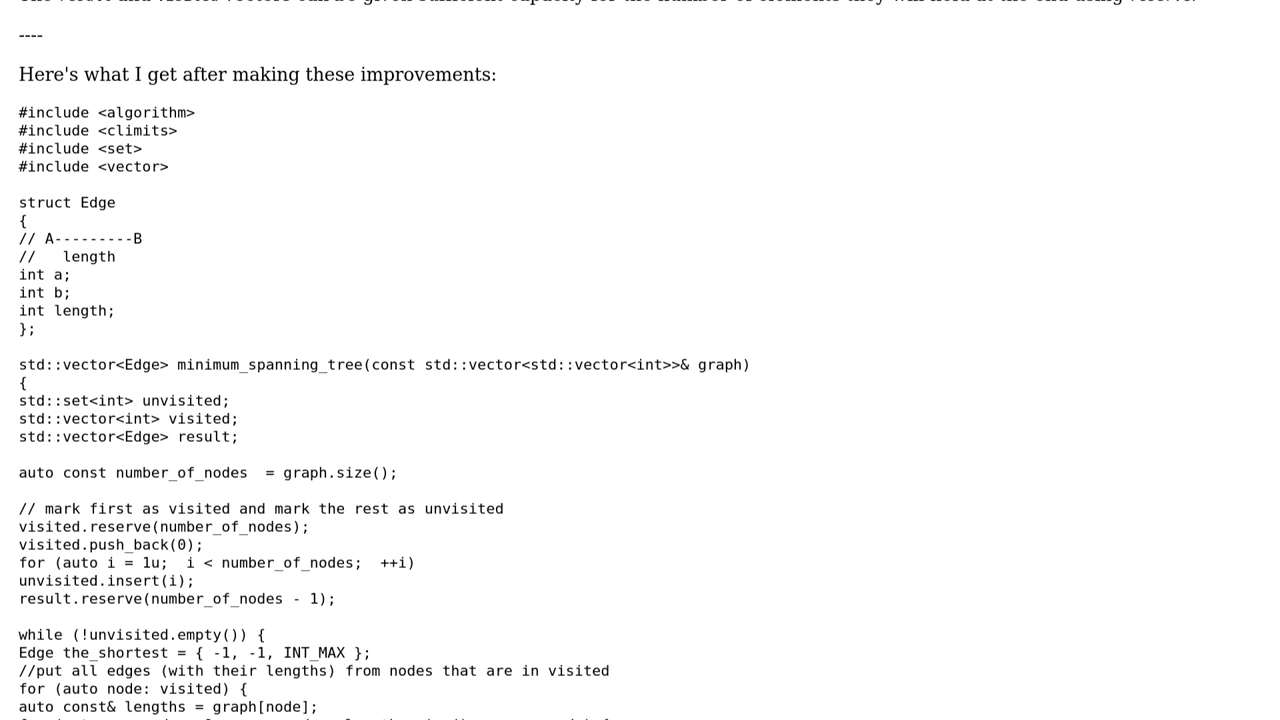 ----
Here's what I get after making these improvements:
#include <algorithm>
#include <climits>
#include <set>
#include <vector>
struct Edge
{
// A---------B
//   length
int a;
int b;
int length;
};
std::vector<Edge> minimum_spanning_tree(const std::vector<std::vector<int>>& graph)
{
std::set<int> unvisited;
std::vector<int> visited;
std::vector<Edge> result;
auto const number_of_nodes  = graph.size();
// mark first as visited and mark the rest as unvisited
visited.reserve(number_of_nodes);
visited.push_back(0);
for (auto i = 1u;  i < number_of_nodes;  ++i)
unvisited.insert(i);
result.reserve(number_of_nodes - 1);
while (!unvisited.empty()) {
Edge the_shortest = { -1, -1, INT_MAX };
//put all edges (with their lengths) from nodes that are in visited
for (auto node: visited) {
auto const& lengths = graph[node];